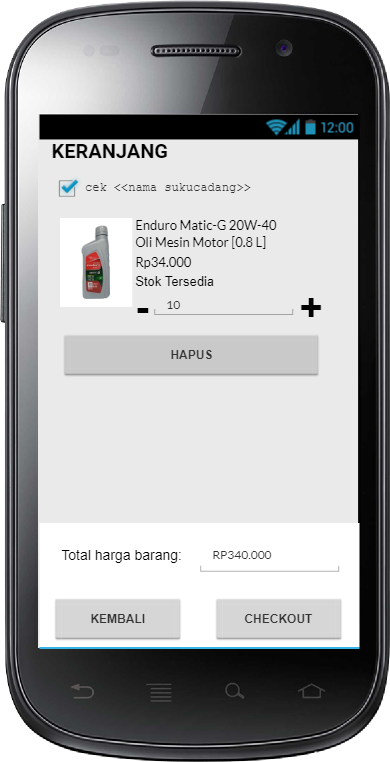 12:00
KERANJANG
cek <<nama sukucadang>>
Enduro Matic-G 20W-40
Oli Mesin Motor [0.8 L]
Rp34.000
Stok Tersedia
- 10 +
HAPUS
Total harga barang: RP340.000
KEMBALI CHECKOUT